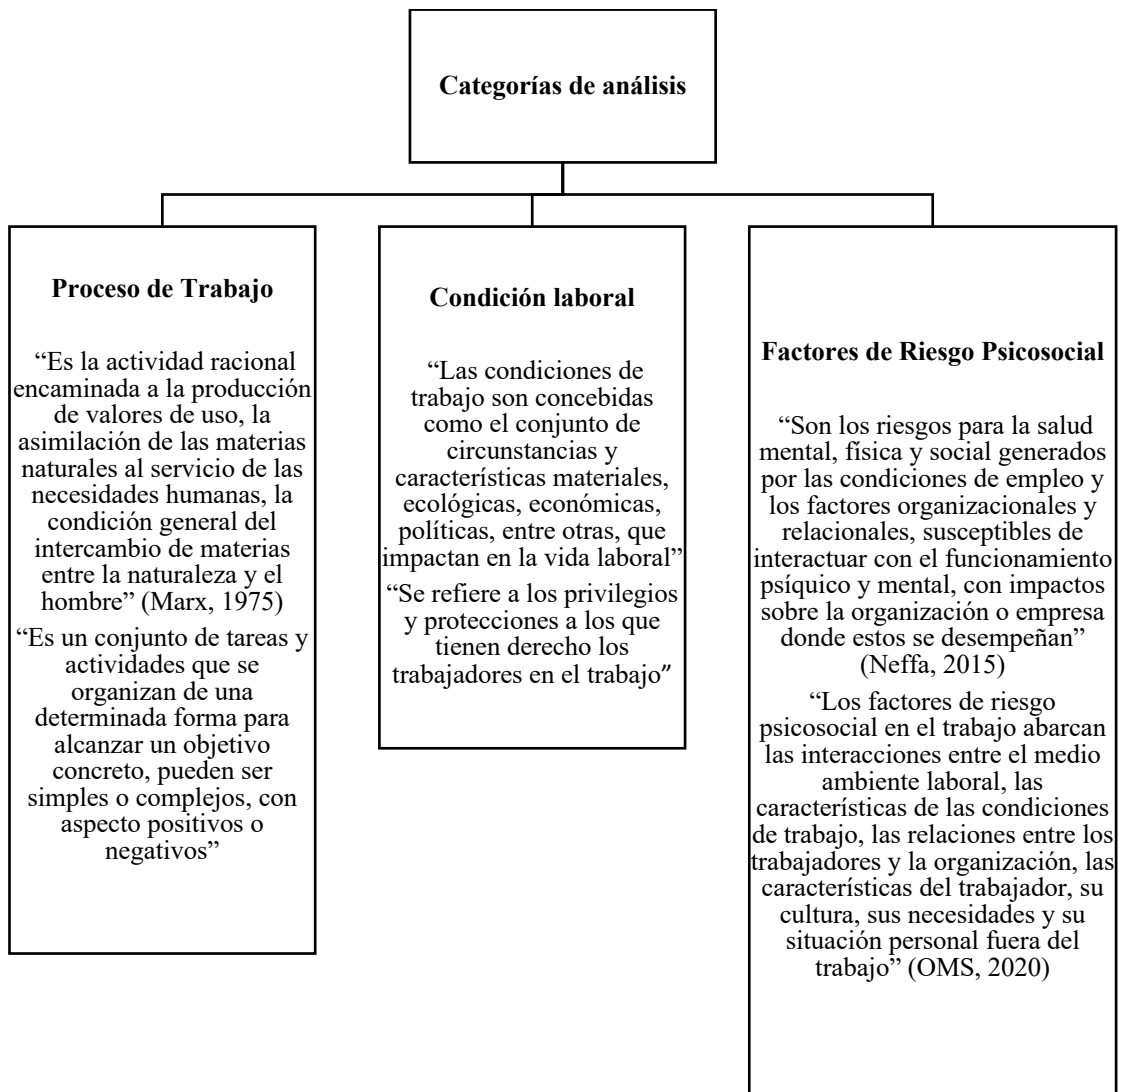 Categorías de análisis
Proceso de Trabajo
“Es la actividad racional
encaminada a la producción
de valores de uso, la
asimilación de las materias
naturales al servicio de las
necesidades humanas, la
condición general del
intercambio de materias
entre la naturaleza y el
hombre” (Marx, 1975)
“Es un conjunto de tareas y
actividades que se
organizan de una
determinada forma para
alcanzar un objetivo
concreto, pueden ser
simples o complejos, con
aspecto positivos o
negativos”
Condición laboral
“Las condiciones de
trabajo son concebidas
como el conjunto de
circunstancias y
características materiales,
ecológicas, económicas,
políticas, entre otras, que
impactan en la vida laboral”
“Se refiere a los privilegios
y protecciones a los que
tienen derecho los
trabajadores en el trabajo”
Factores de Riesgo Psicosocial
“Son los riesgos para la salud
mental, física y social generados
por las condiciones de empleo y
los factores organizacionales y
relacionales, susceptibles de
interactuar con el funcionamiento
psíquico y mental, con impactos
sobre la organización o empresa
donde estos se desempeñan”
(Neffa, 2015)
“Los factores de riesgo
psicosocial en el trabajo abarcan
las interacciones entre el medio
ambiente laboral, las
características de las condiciones
de trabajo, las relaciones entre los
trabajadores y la organización, las
características del trabajador, su
cultura, sus necesidades y su
situación personal fuera del
trabajo” (OMS, 2020)